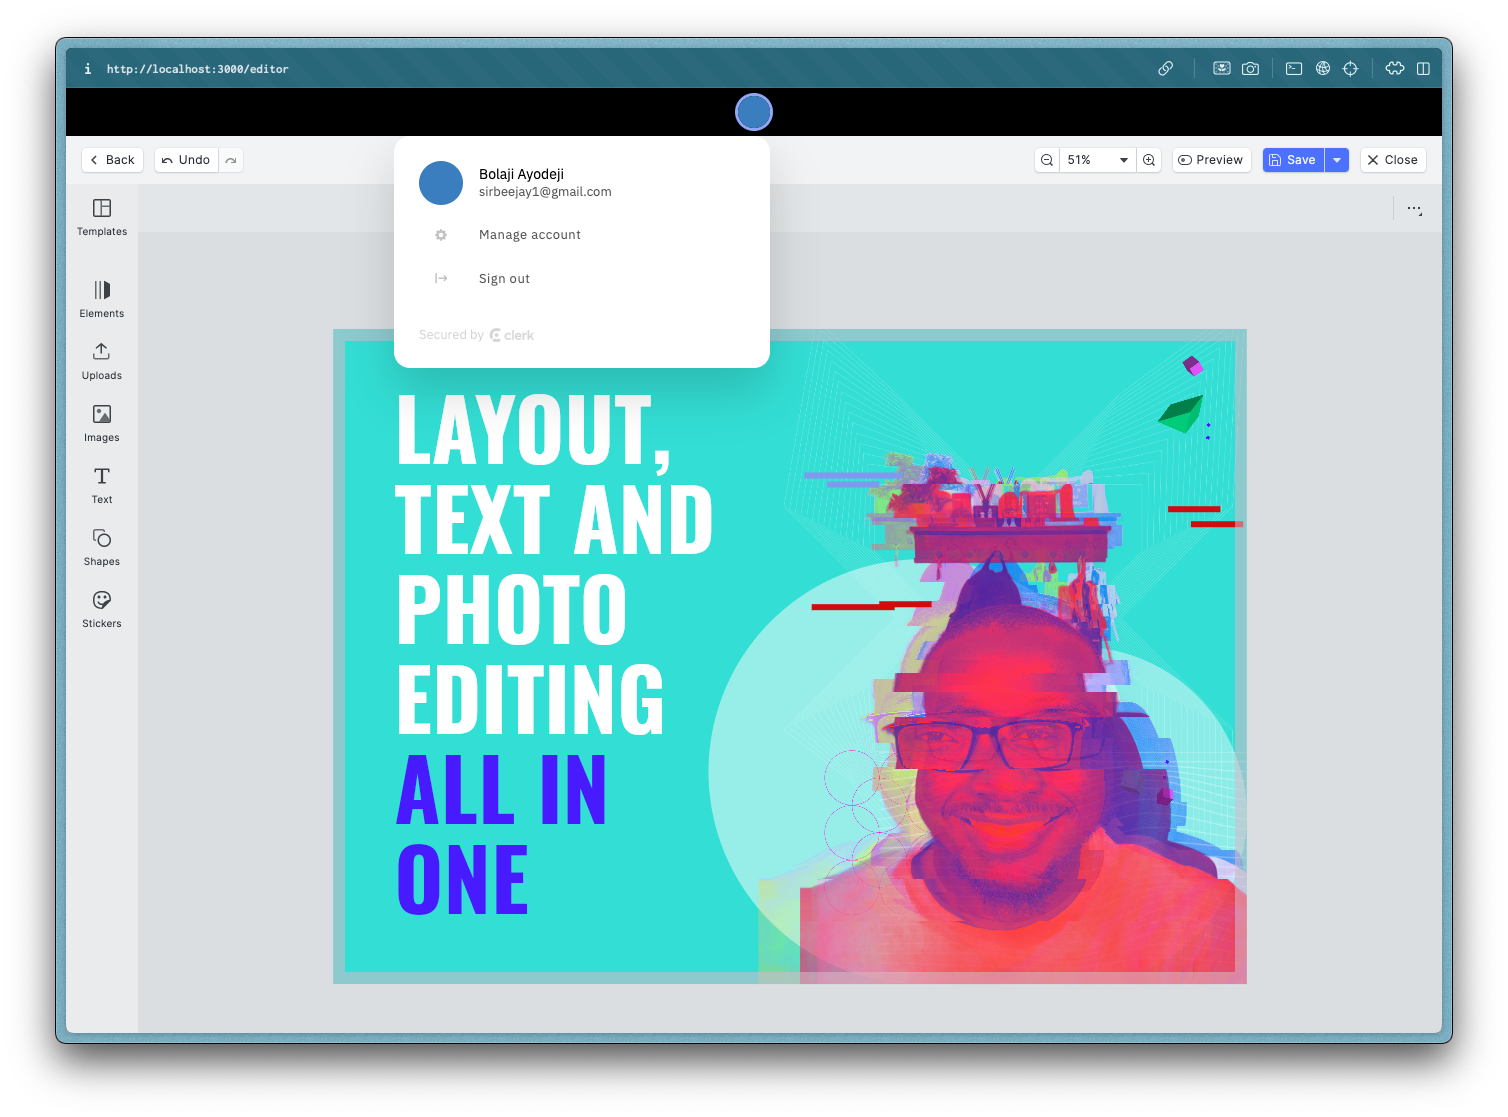 http://localhost:3000/editor
Back
Undo
51%
Preview
Save
Close
Bolaji Ayodeji
sirbeejay1@gmail.com
Manage account
Sign out
Secured by clerk
Templates
Elements
Uploads
Images
Text
Shapes
Stickers
LAYOUT,
TEXT AND
PHOTO
EDITING
ALL IN
ONE